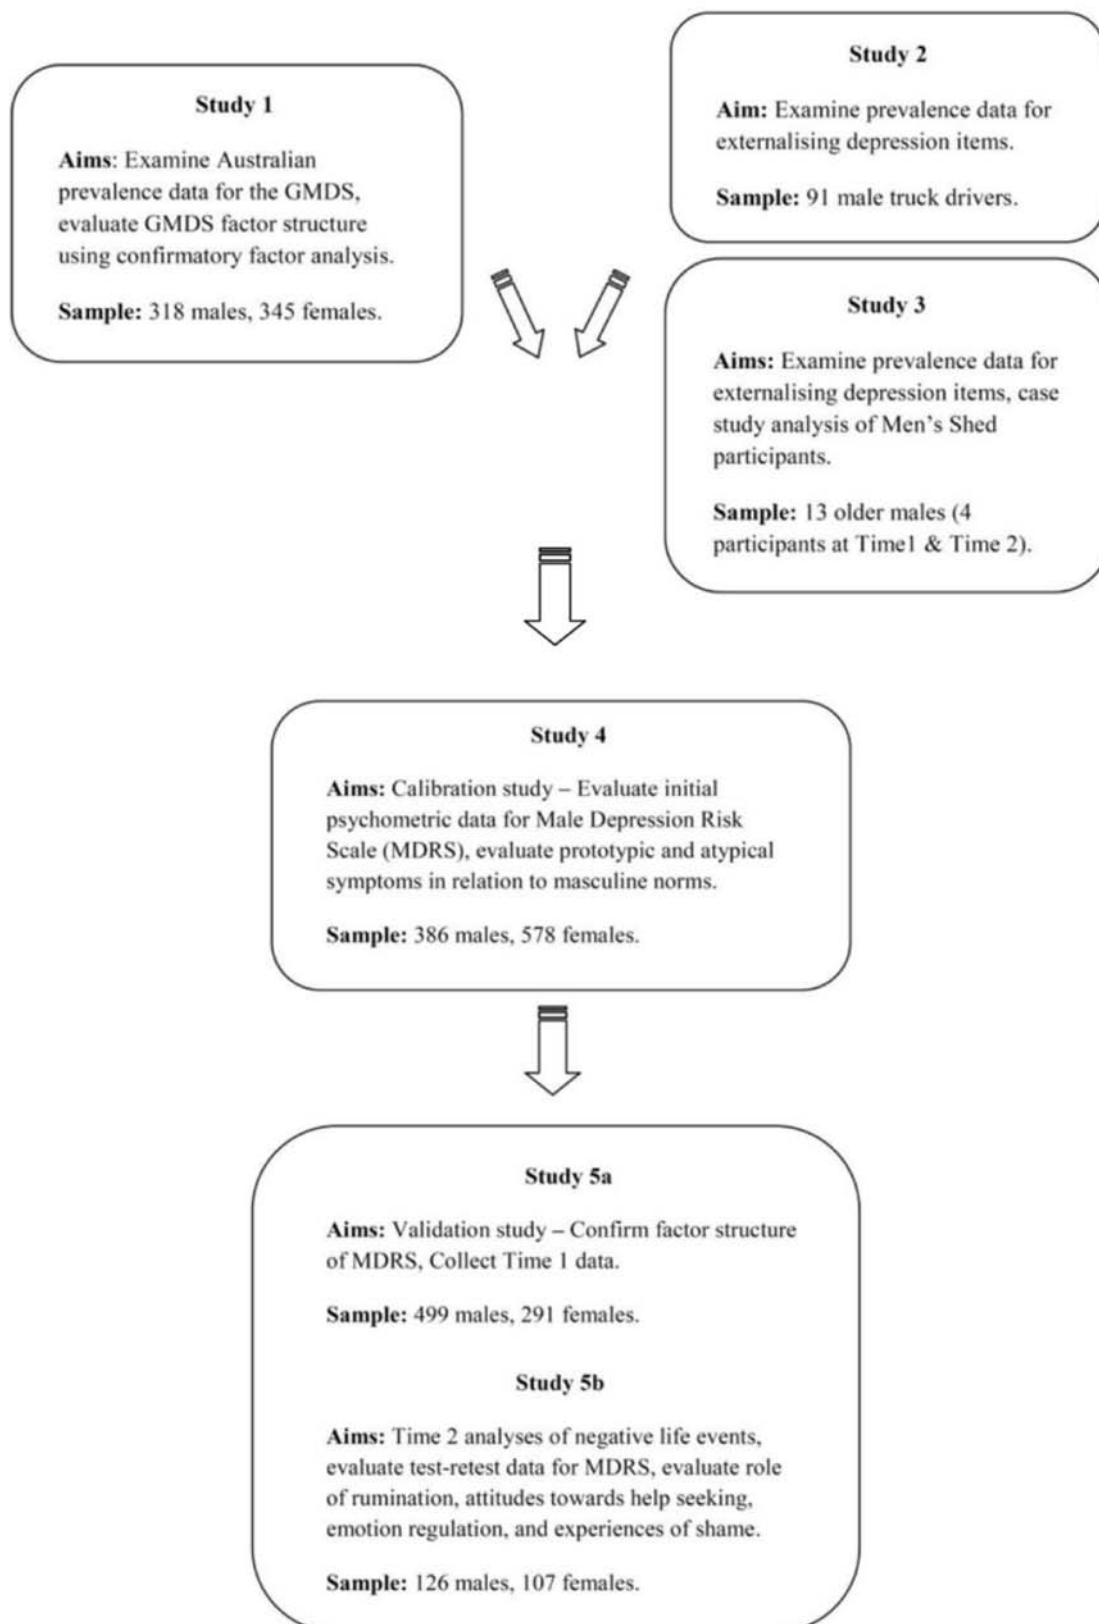 Study 1
Aims: Examine Australian
prevalence data for the GMDS,
evaluate GMDS factor structure
using confirmatory factor analysis.
Sample: 318 males, 345 females.
Study 2
Aim: Examine prevalence data for
externalising depression items.
Sample: 91 male truck drivers.
Study 3
Aims: Examine prevalence data for
externalising depression items, case
study analysis of Men's Shed
participants.
Sample: 13 older males (4
participants at Time1 & Time 2).
Study 4
Aims: Calibration study – Evaluate initial
psychometric data for Male Depression Risk
Scale (MDRS), evaluate prototypic and atypical
symptoms in relation to masculine norms.
Sample: 386 males, 578 females.
Study 5a
Aims: Validation study – Confirm factor structure
of MDRS, Collect Time 1 data.
Sample: 499 males, 291 females.
Study 5b
Aims: Time 2 analyses of negative life events,
evaluate test-retest data for MDRS, evaluate role
of rumination, attitudes towards help seeking,
emotion regulation, and experiences of shame.
Sample: 126 males, 107 females.